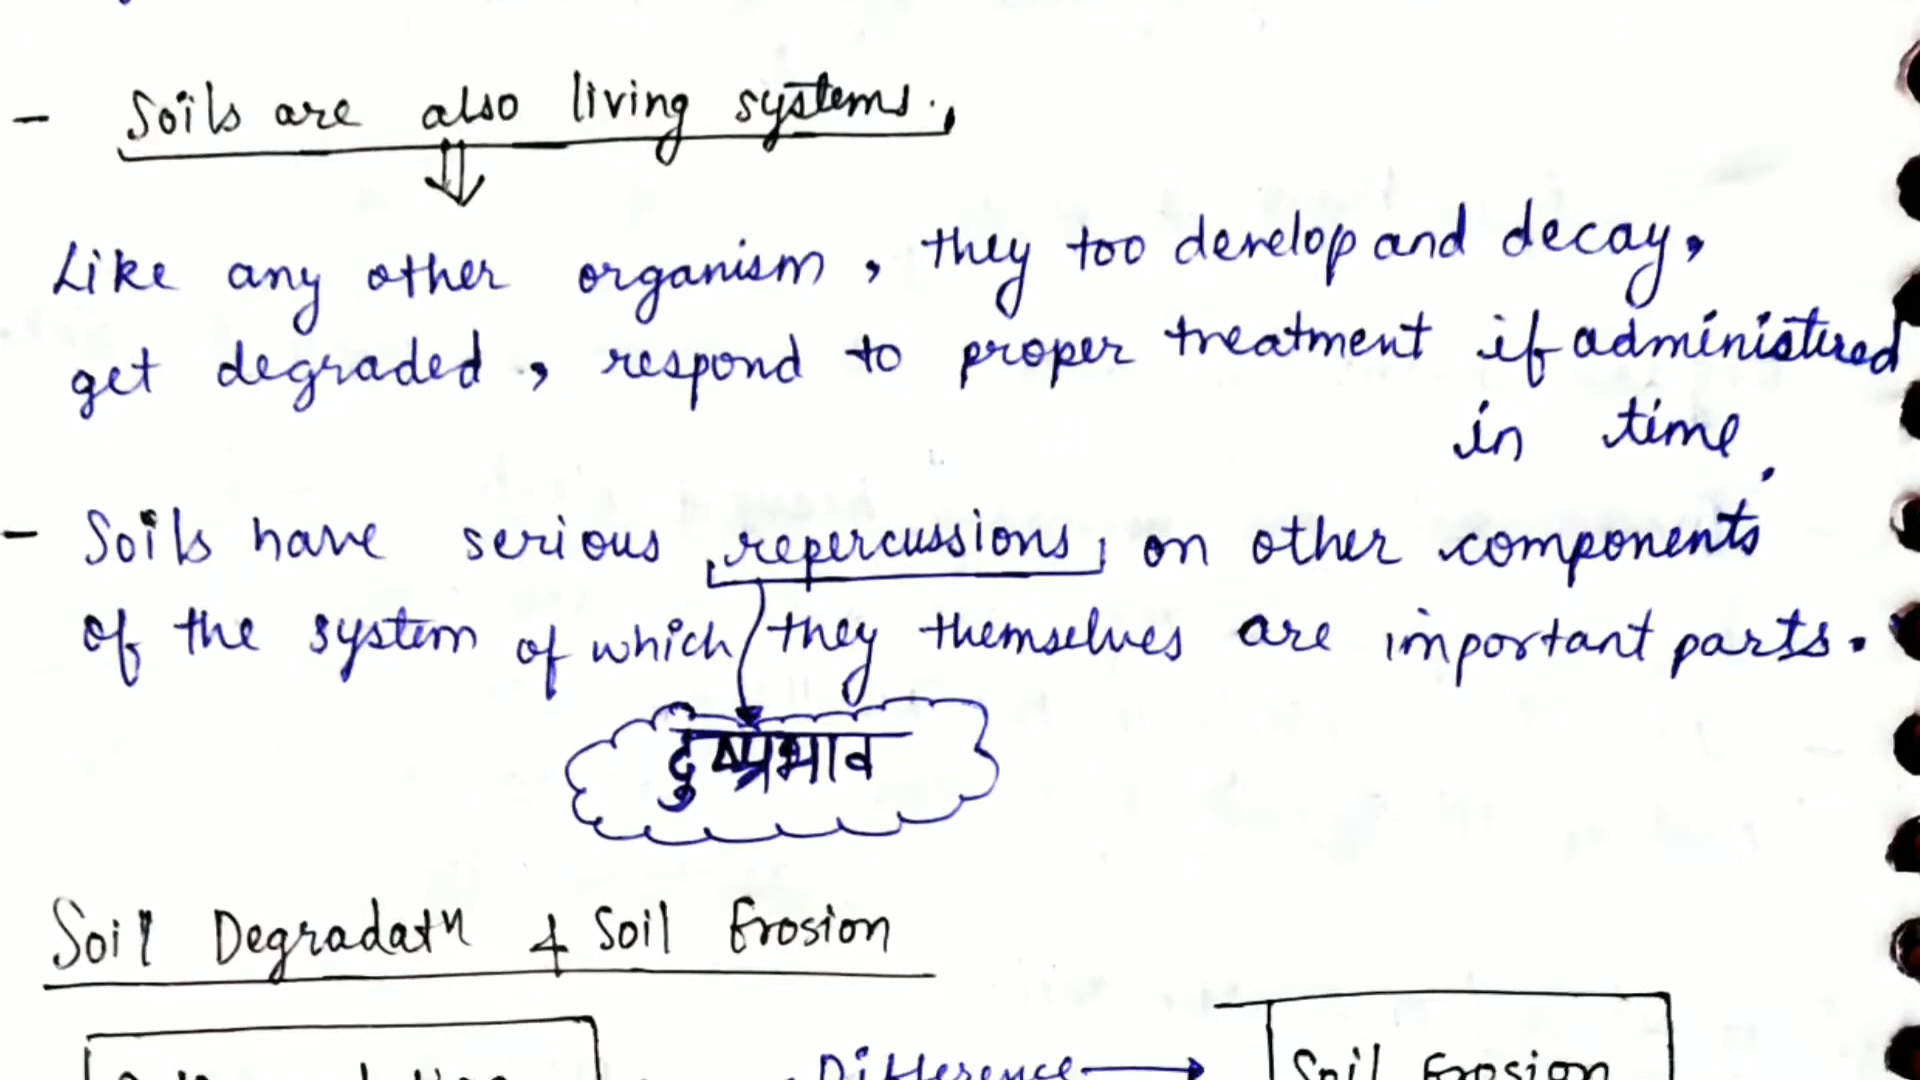 - Soils are also living systems.
Like any other organism, they too develop and decay,
get degraded, respond to proper treatment if administered
in time.
- Soils have serious repercussions on other components
of the system of which they themselves are important parts.
दुष्प्रभाव
Soil Degradatn & Soil Erosion
Difference → Soil Erosion